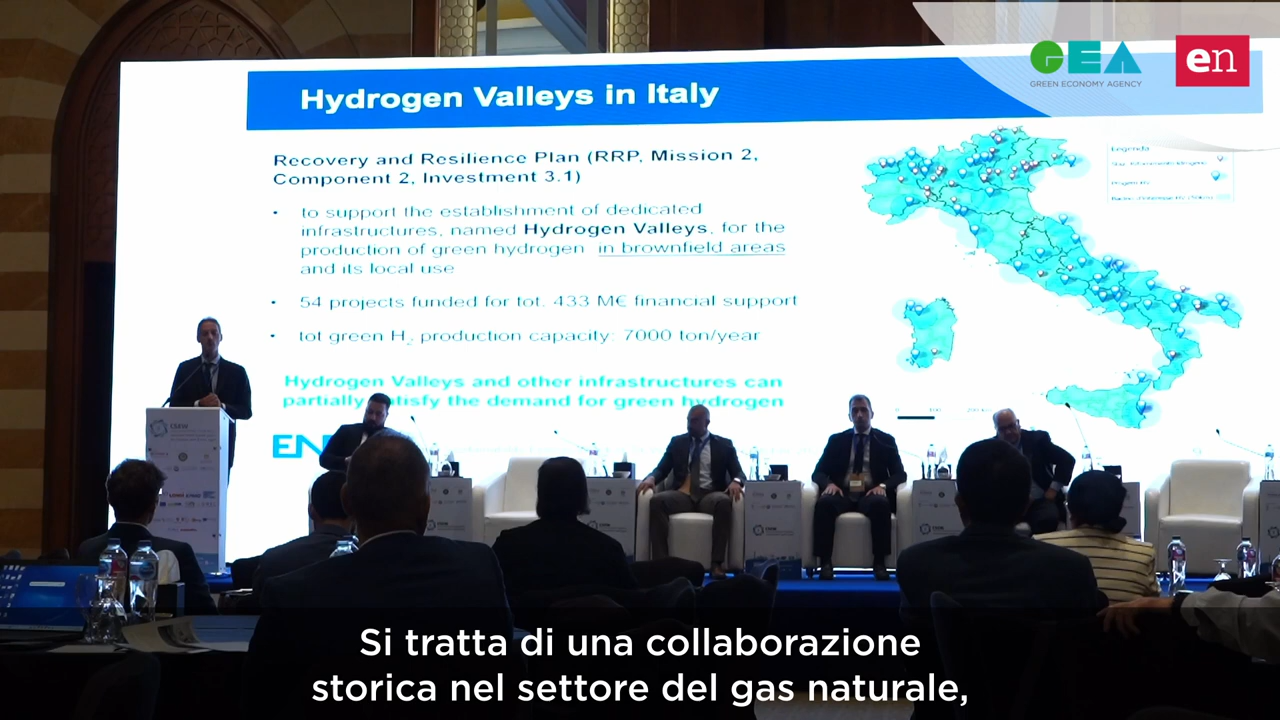 GEA
GREEN ECONOMY AGENCY
en
Hydrogen Valleys in Italy
Recovery and Resilience Plan (RRP, Mission 2,
Component 2, Investment 3.1)
• to support the establishment of dedicated
infrastructures, named Hydrogen Valleys, for the
production of green hydrogen in brownfield areas
and its local use
• 54 projects funded for tot. 433 M€ financial support
• tot green H₂ production capacity: 7000 ton/year
Hydrogen Valleys and other infrastructures can
partially satisfy the demand for green hydrogen
Legenda
EN
Si tratta di una collaborazione
storica nel settore del gas naturale,